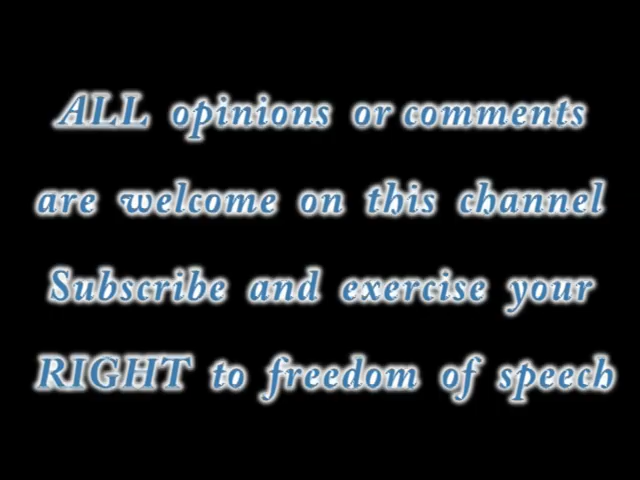 ALL opinions or comments
are welcome on this channel
Subscribe and exercise your
RIGHT to freedom of speech